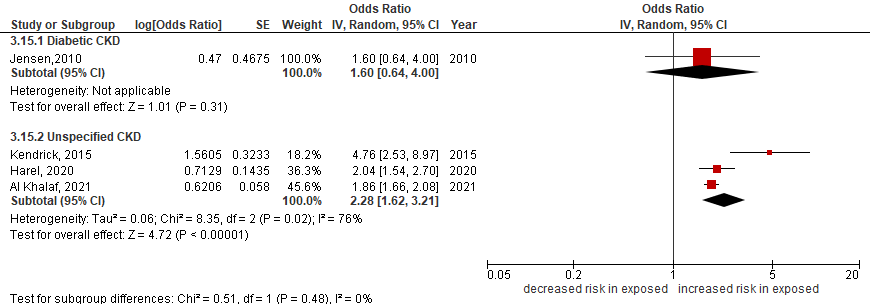 Odds Ratio Odds Ratio
Study or Subgroup log[Odds Ratio] SE Weight IV, Random, 95% CI Year IV, Random, 95% CI
3.15.1 Diabetic CKD
Jensen,2010 0.47 0.4675 100.0% 1.60 [0.64, 4.00] 2010
Subtotal (95% CI) 100.0% 1.60 [0.64, 4.00]
Heterogeneity: Not applicable
Test for overall effect: Z = 1.01 (P = 0.31)
3.15.2 Unspecified CKD
Kendrick, 2015 1.5605 0.3233 18.2% 4.76 [2.53, 8.97] 2015
Harel, 2020 0.7129 0.1435 36.3% 2.04 [1.54, 2.70] 2020
Al Khalaf, 2021 0.6206 0.058 45.6% 1.86 [1.66, 2.08] 2021
Subtotal (95% CI) 100.0% 2.28 [1.62, 3.21]
Heterogeneity: Tau² = 0.06; Chi² = 8.35, df = 2 (P = 0.02); I² = 76%
Test for overall effect: Z = 4.72 (P < 0.00001)
0.05 0.2 1 5 20
decreased risk in exposed increased risk in exposed
Test for subgroup differences: Chi² = 0.51, df = 1 (P = 0.48), I² = 0%